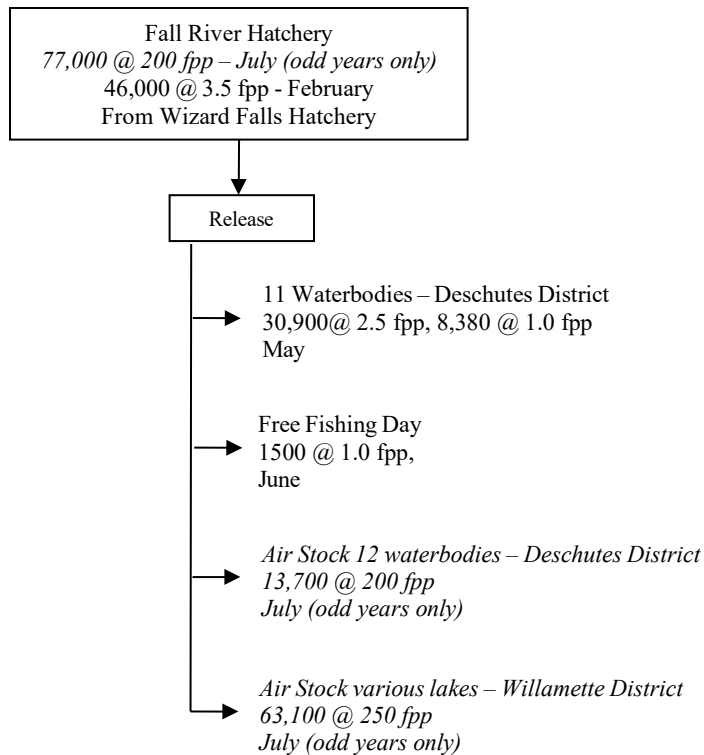 Fall River Hatchery
77,000 @ 200 fpp – July (odd years only)
46,000 @ 3.5 fpp - February
From Wizard Falls Hatchery
Release
11 Waterbodies – Deschutes District
30,900@ 2.5 fpp, 8,380 @ 1.0 fpp
May
Free Fishing Day
1500 @ 1.0 fpp,
June
Air Stock 12 waterbodies – Deschutes District
13,700 @ 200 fpp
July (odd years only)
Air Stock various lakes – Willamette District
63,100 @ 250 fpp
July (odd years only)